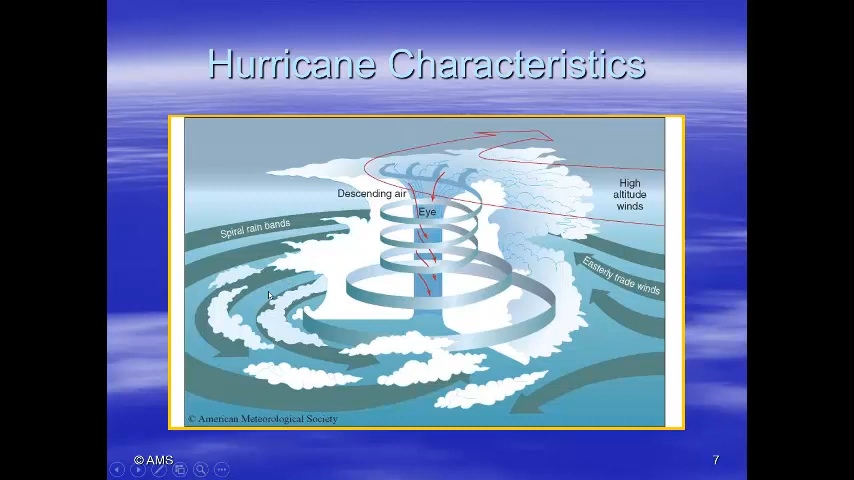 Hurricane Characteristics
Descending air
High
altitude
winds
Eye
Spiral rain bands
Easterly trade winds
© American Meteorological Society
© AMS
7